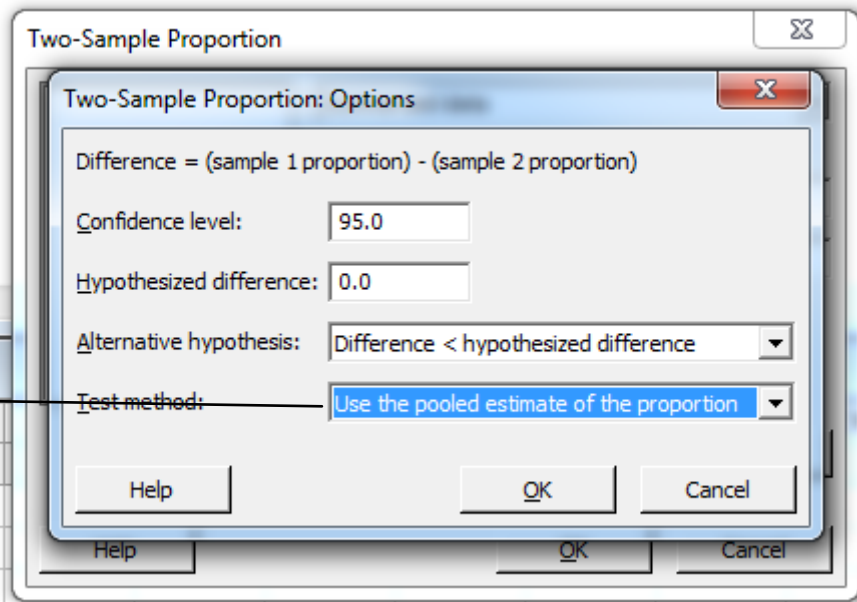 Two-Sample Proportion
Two-Sample Proportion: Options
Difference = (sample 1 proportion) - (sample 2 proportion)
Confidence level: 95.0
Hypothesized difference: 0.0
Alternative hypothesis: Difference < hypothesized difference
Test method: Use the pooled estimate of the proportion
Help OK Cancel
Help OK Cancel